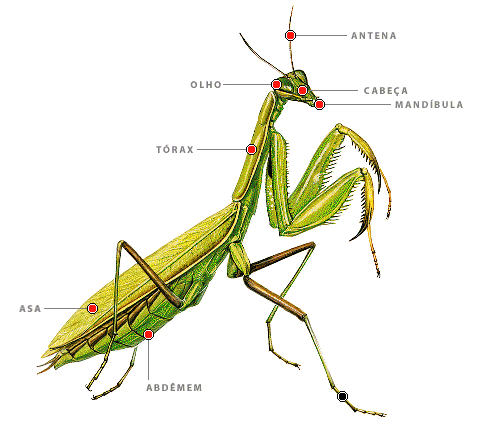 ANTENA
OLHO
CABEÇA
MANDÍBULA
TÓRAX
ASA
ABDÊMEM